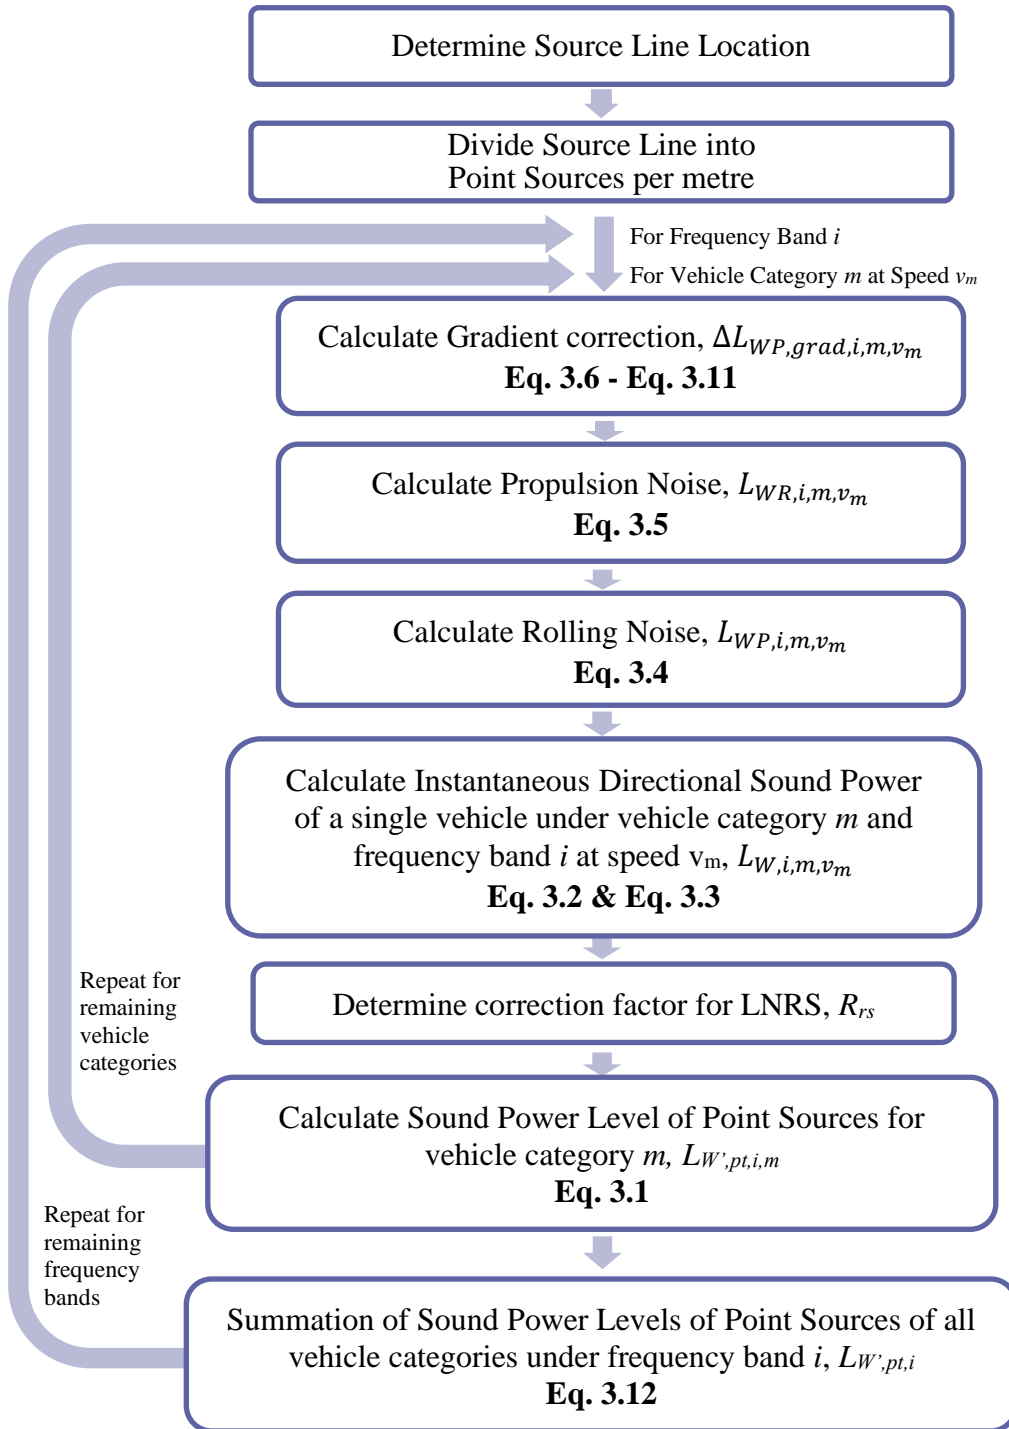 Determine Source Line Location
Divide Source Line into
Point Sources per metre
For Frequency Band i
For Vehicle Category m at Speed vm
Calculate Gradient correction, ΔLWP,grad,i,m,vm
Eq. 3.6 - Eq. 3.11
Calculate Propulsion Noise, LWR,i,m,vm
Eq. 3.5
Calculate Rolling Noise, LWP,i,m,vm
Eq. 3.4
Calculate Instantaneous Directional Sound Power
of a single vehicle under vehicle category m and
frequency band i at speed vm, LW,i,m,vm
Eq. 3.2 & Eq. 3.3
Determine correction factor for LNRS, Rrs
Repeat for
remaining
vehicle
categories
Calculate Sound Power Level of Point Sources for
vehicle category m, LW',pt,i,m
Eq. 3.1
Repeat for
remaining
frequency
bands
Summation of Sound Power Levels of Point Sources of all
vehicle categories under frequency band i, LW',pt,i
Eq. 3.12